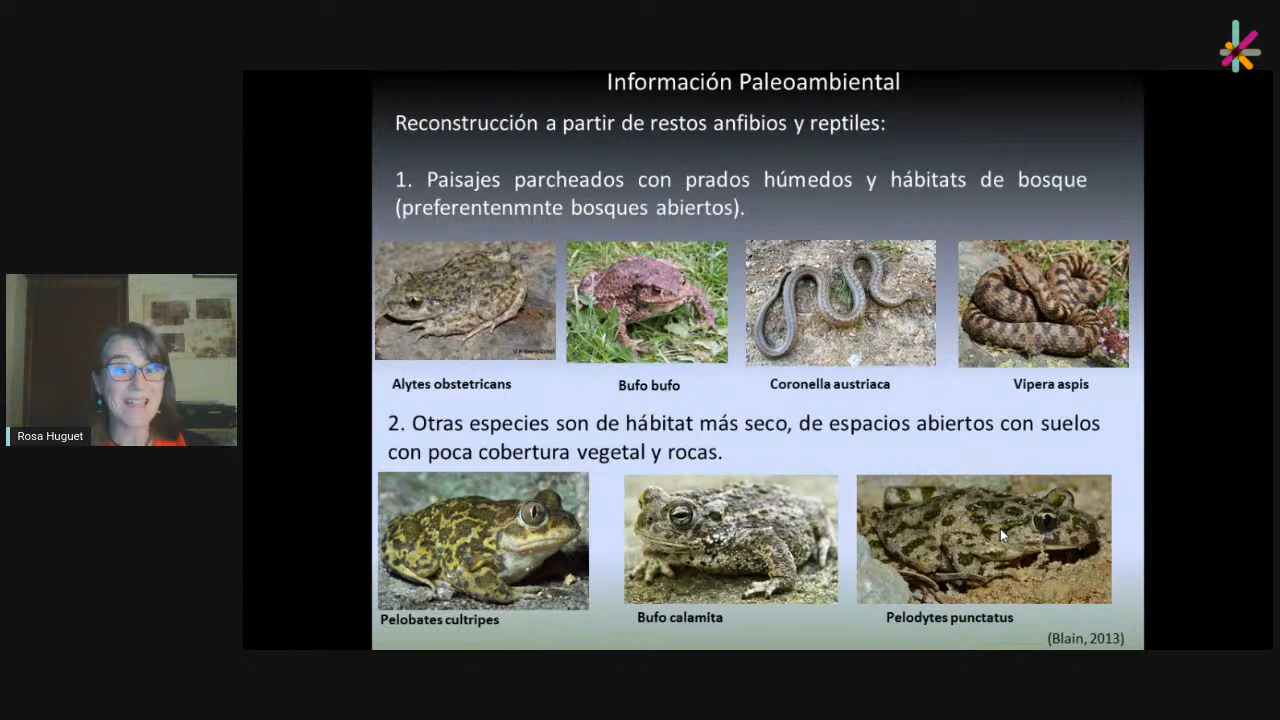 Información Paleoambiental
Reconstrucción a partir de restos anfibios y reptiles:
1. Paisajes parcheados con prados húmedos y hábitats de bosque
(preferentenmnte bosques abiertos).
Alytes obstetricans
Bufo bufo
Coronella austriaca
Vipera aspis
Rosa Huguet
2. Otras especies son de hábitat más seco, de espacios abiertos con suelos
con poca cobertura vegetal y rocas.
Pelobates cultripes
Bufo calamita
Pelodytes punctatus
(Blain, 2013)